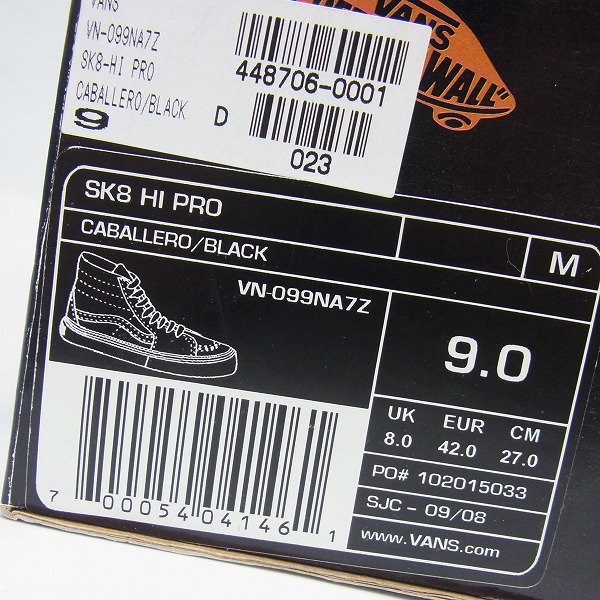 VANS
VN-099NA7Z
SK8-HI PRO
CABALLERO/BLACK
9
D
448706-0001
023
VANS
WALL"
SK8 HI PRO
CABALLERO/BLACK
M
VN-099NA7Z
9.0
UK EUR CM
8.0 42.0 27.0
PO# 102015033
SJC - 09/08
www.VANS.com
7 00054 04146 1